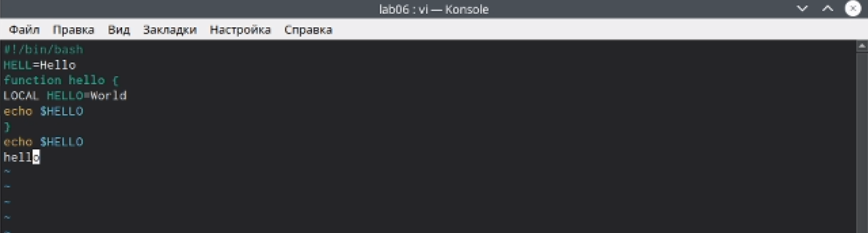 lab06 : vi — Konsole
Файл Правка Вид Закладки Настройка Справка
#!/bin/bash
HELL=Hello
function hello {
LOCAL HELLO=World
echo $HELLO
}
echo $HELLO
hello
~
~
~
~
~